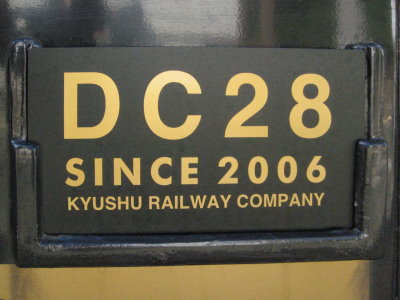 DC28
SINCE 2006
KYUSHU RAILWAY COMPANY